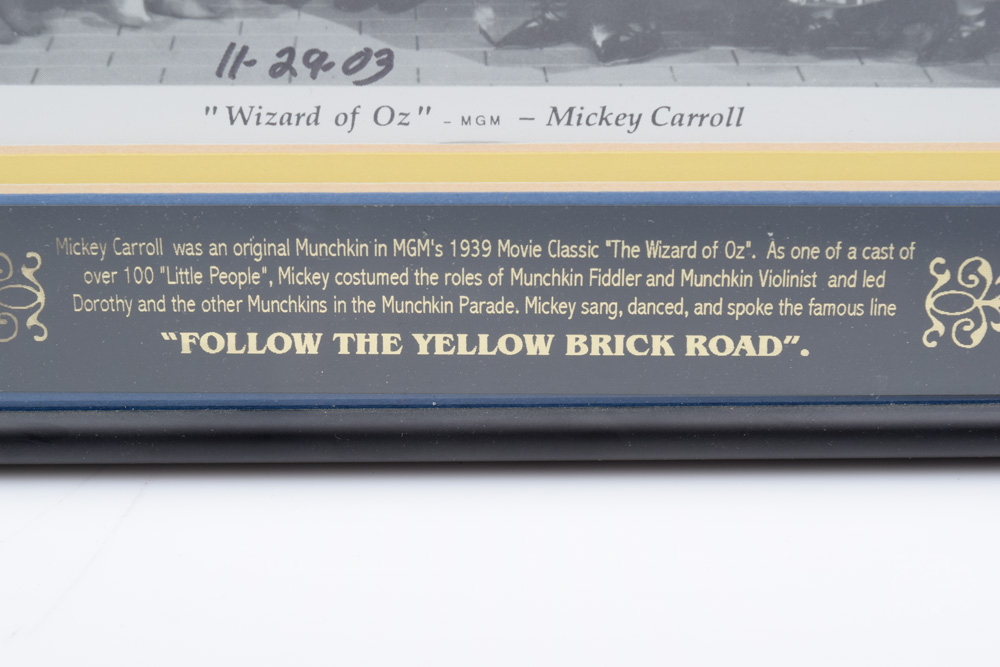 11-29-03
"Wizard of Oz" – MGM – Mickey Carroll
Mickey Carroll was an original Munchkin in MGM's 1939 Movie Classic "The Wizard of Oz". As one of a cast of
over 100 "Little People", Mickey costumed the roles of Munchkin Fiddler and Munchkin Violinist and led
Dorothy and the other Munchkins in the Munchkin Parade. Mickey sang, danced, and spoke the famous line
"FOLLOW THE YELLOW BRICK ROAD".